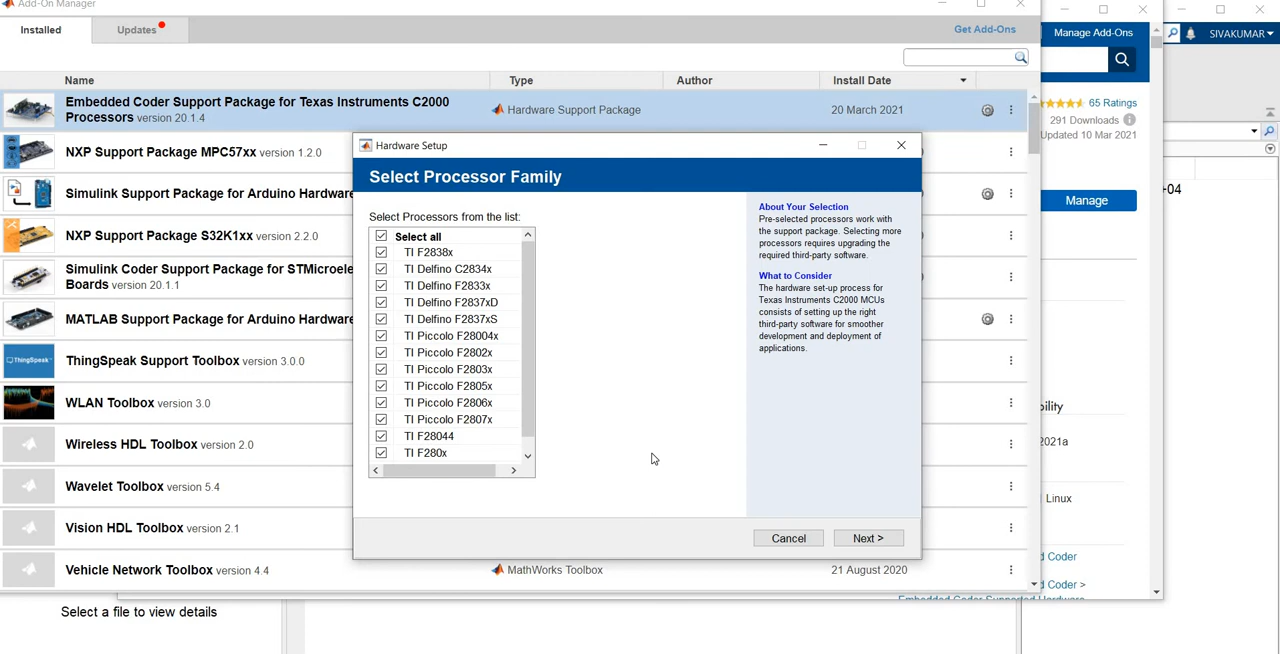 Add-On Manager
Installed
Updates
Get Add-Ons
Manage Add-Ons
SIVAKUMAR
Name
Type
Author
Install Date
Embedded Coder Support Package for Texas Instruments C2000
Processors version 20.1.4
Hardware Support Package
20 March 2021
65 Ratings
291 Downloads
Updated 10 Mar 2021
Manage
+04
NXP Support Package MPC57xx version 1.2.0
Simulink Support Package for Arduino Hardware
NXP Support Package S32K1xx version 2.2.0
Simulink Coder Support Package for STMicroele
Boards version 20.1.1
MATLAB Support Package for Arduino Hardware
ThingSpeak
ThingSpeak Support Toolbox version 3.0.0
WLAN Toolbox version 3.0
Wireless HDL Toolbox version 2.0
Wavelet Toolbox version 5.4
Vision HDL Toolbox version 2.1
Vehicle Network Toolbox version 4.4
MathWorks Toolbox
21 August 2020
Hardware Setup
Select Processor Family
Select Processors from the list:
Select all
TI F2838x
TI Delfino C2834x
TI Delfino F2833x
TI Delfino F2837xD
TI Delfino F2837xS
TI Piccolo F28004x
TI Piccolo F2802x
TI Piccolo F2803x
TI Piccolo F2805x
TI Piccolo F2806x
TI Piccolo F2807x
TI F28044
TI F280x
About Your Selection
Pre-selected processors work with
the support package. Selecting more
processors requires upgrading the
required third-party software.
What to Consider
The hardware set-up process for
Texas Instruments C2000 MCUs
consists of setting up the right
third-party software for smoother
development and deployment of
applications.
Cancel
Next >
bility
2021a
Linux
d Coder
d Coder >
Embedded Coder Supported Hardware
Select a file to view details